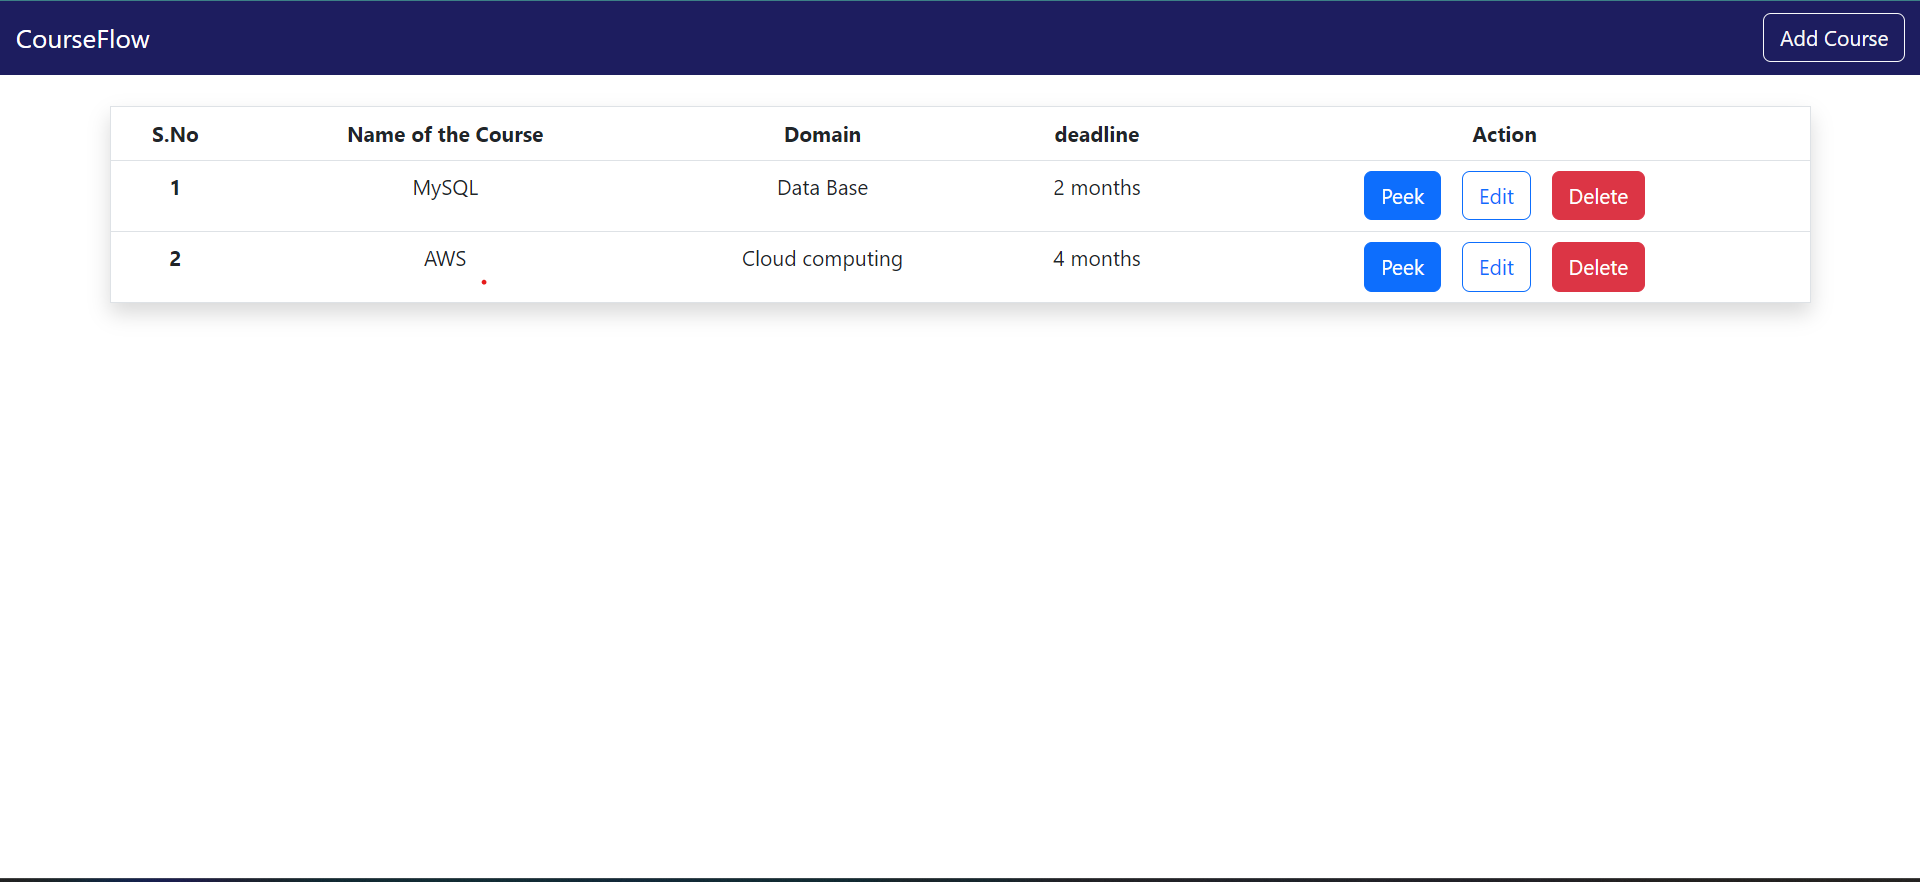 CourseFlow Add Course
S.No Name of the Course Domain deadline Action
1 MySQL Data Base 2 months Peek Edit Delete
2 AWS Cloud computing 4 months Peek Edit Delete